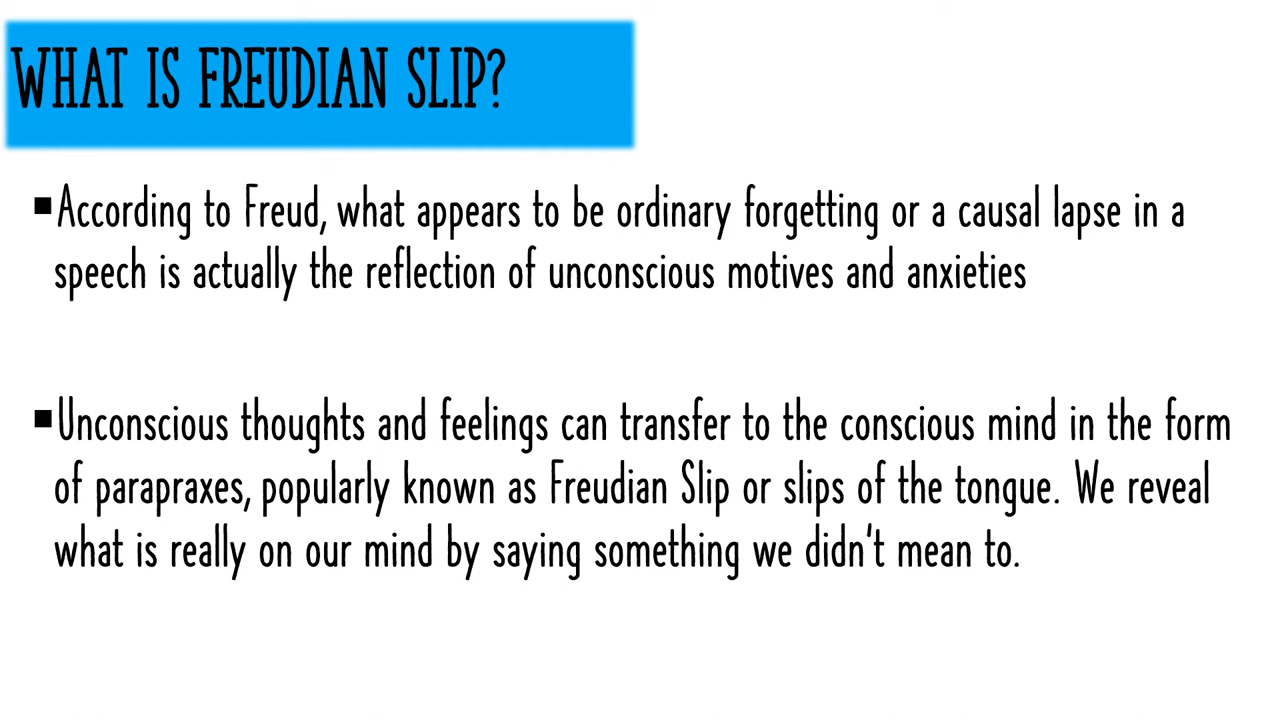 WHAT IS FREUDIAN SLIP?
▪According to Freud, what appears to be ordinary forgetting or a causal lapse in a
speech is actually the reflection of unconscious motives and anxieties
▪Unconscious thoughts and feelings can transfer to the conscious mind in the form
of parapraxes, popularly known as Freudian Slip or slips of the tongue. We reveal
what is really on our mind by saying something we didn't mean to.